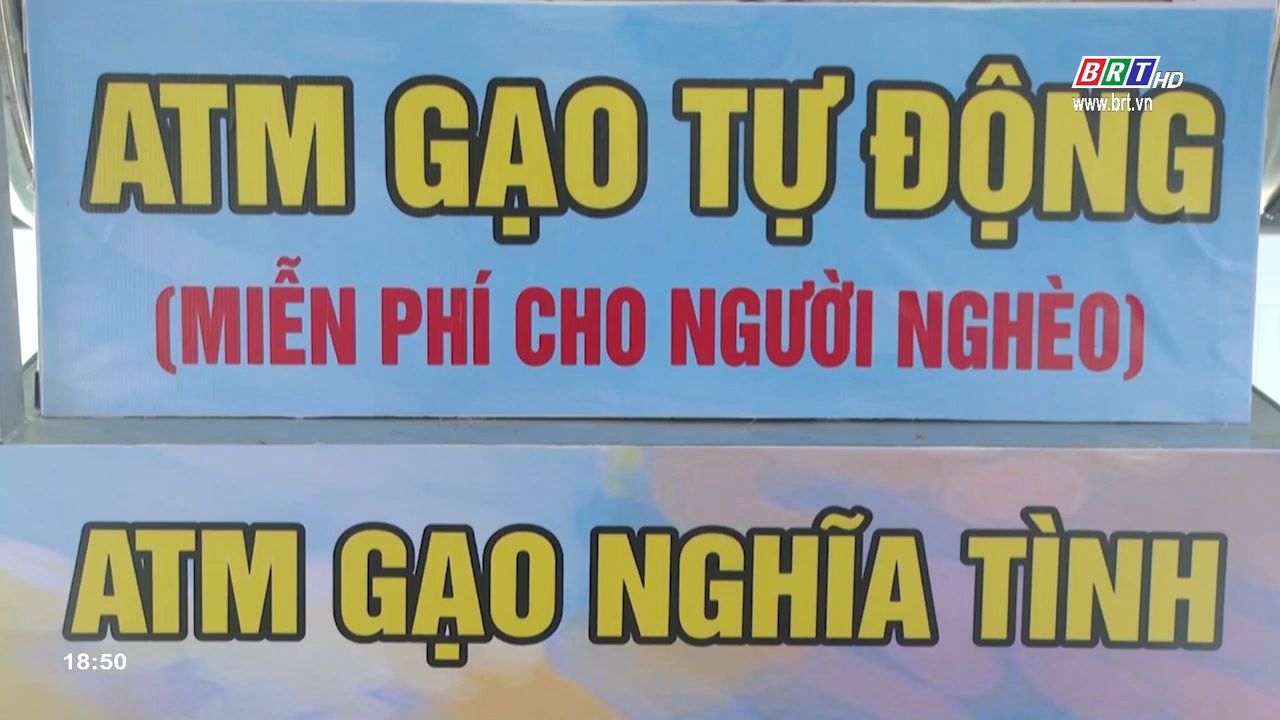 BRT HD
www.brt.vn
ATM GẠO TỰ ĐỘNG
(MIỄN PHÍ CHO NGƯỜI NGHÈO)
ATM GẠO NGHĨA TÌNH
18:50